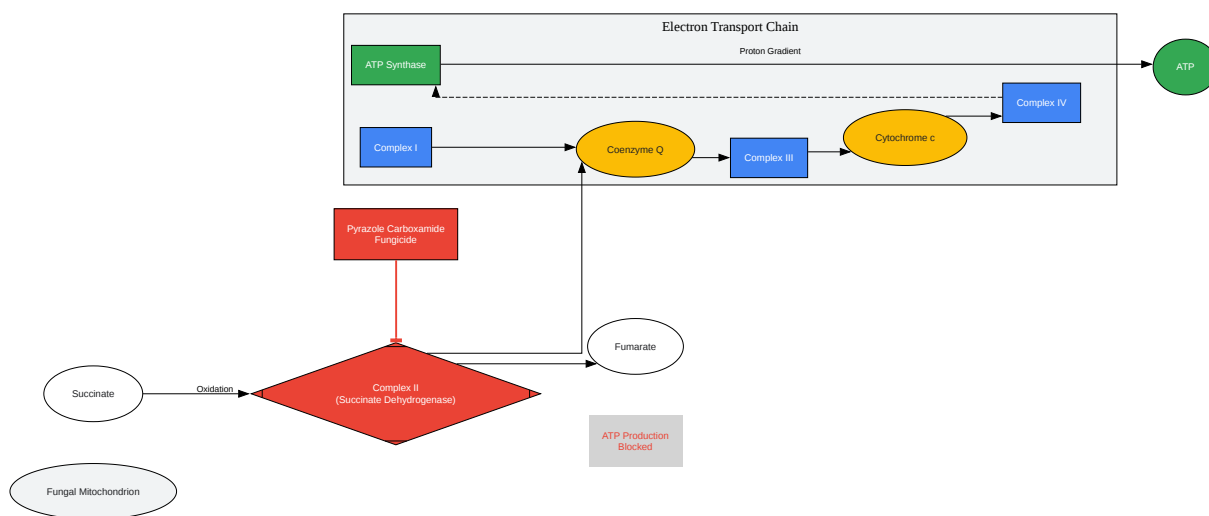 Electron Transport Chain
Proton Gradient
ATP Synthase
ATP
Complex IV
Cytochrome c
Complex I
Coenzyme Q
Complex III
Pyrazole Carboxamide
Fungicide
Fumarate
Succinate
Oxidation
Complex II
(Succinate Dehydrogenase)
ATP Production
Blocked
Fungal Mitochondrion